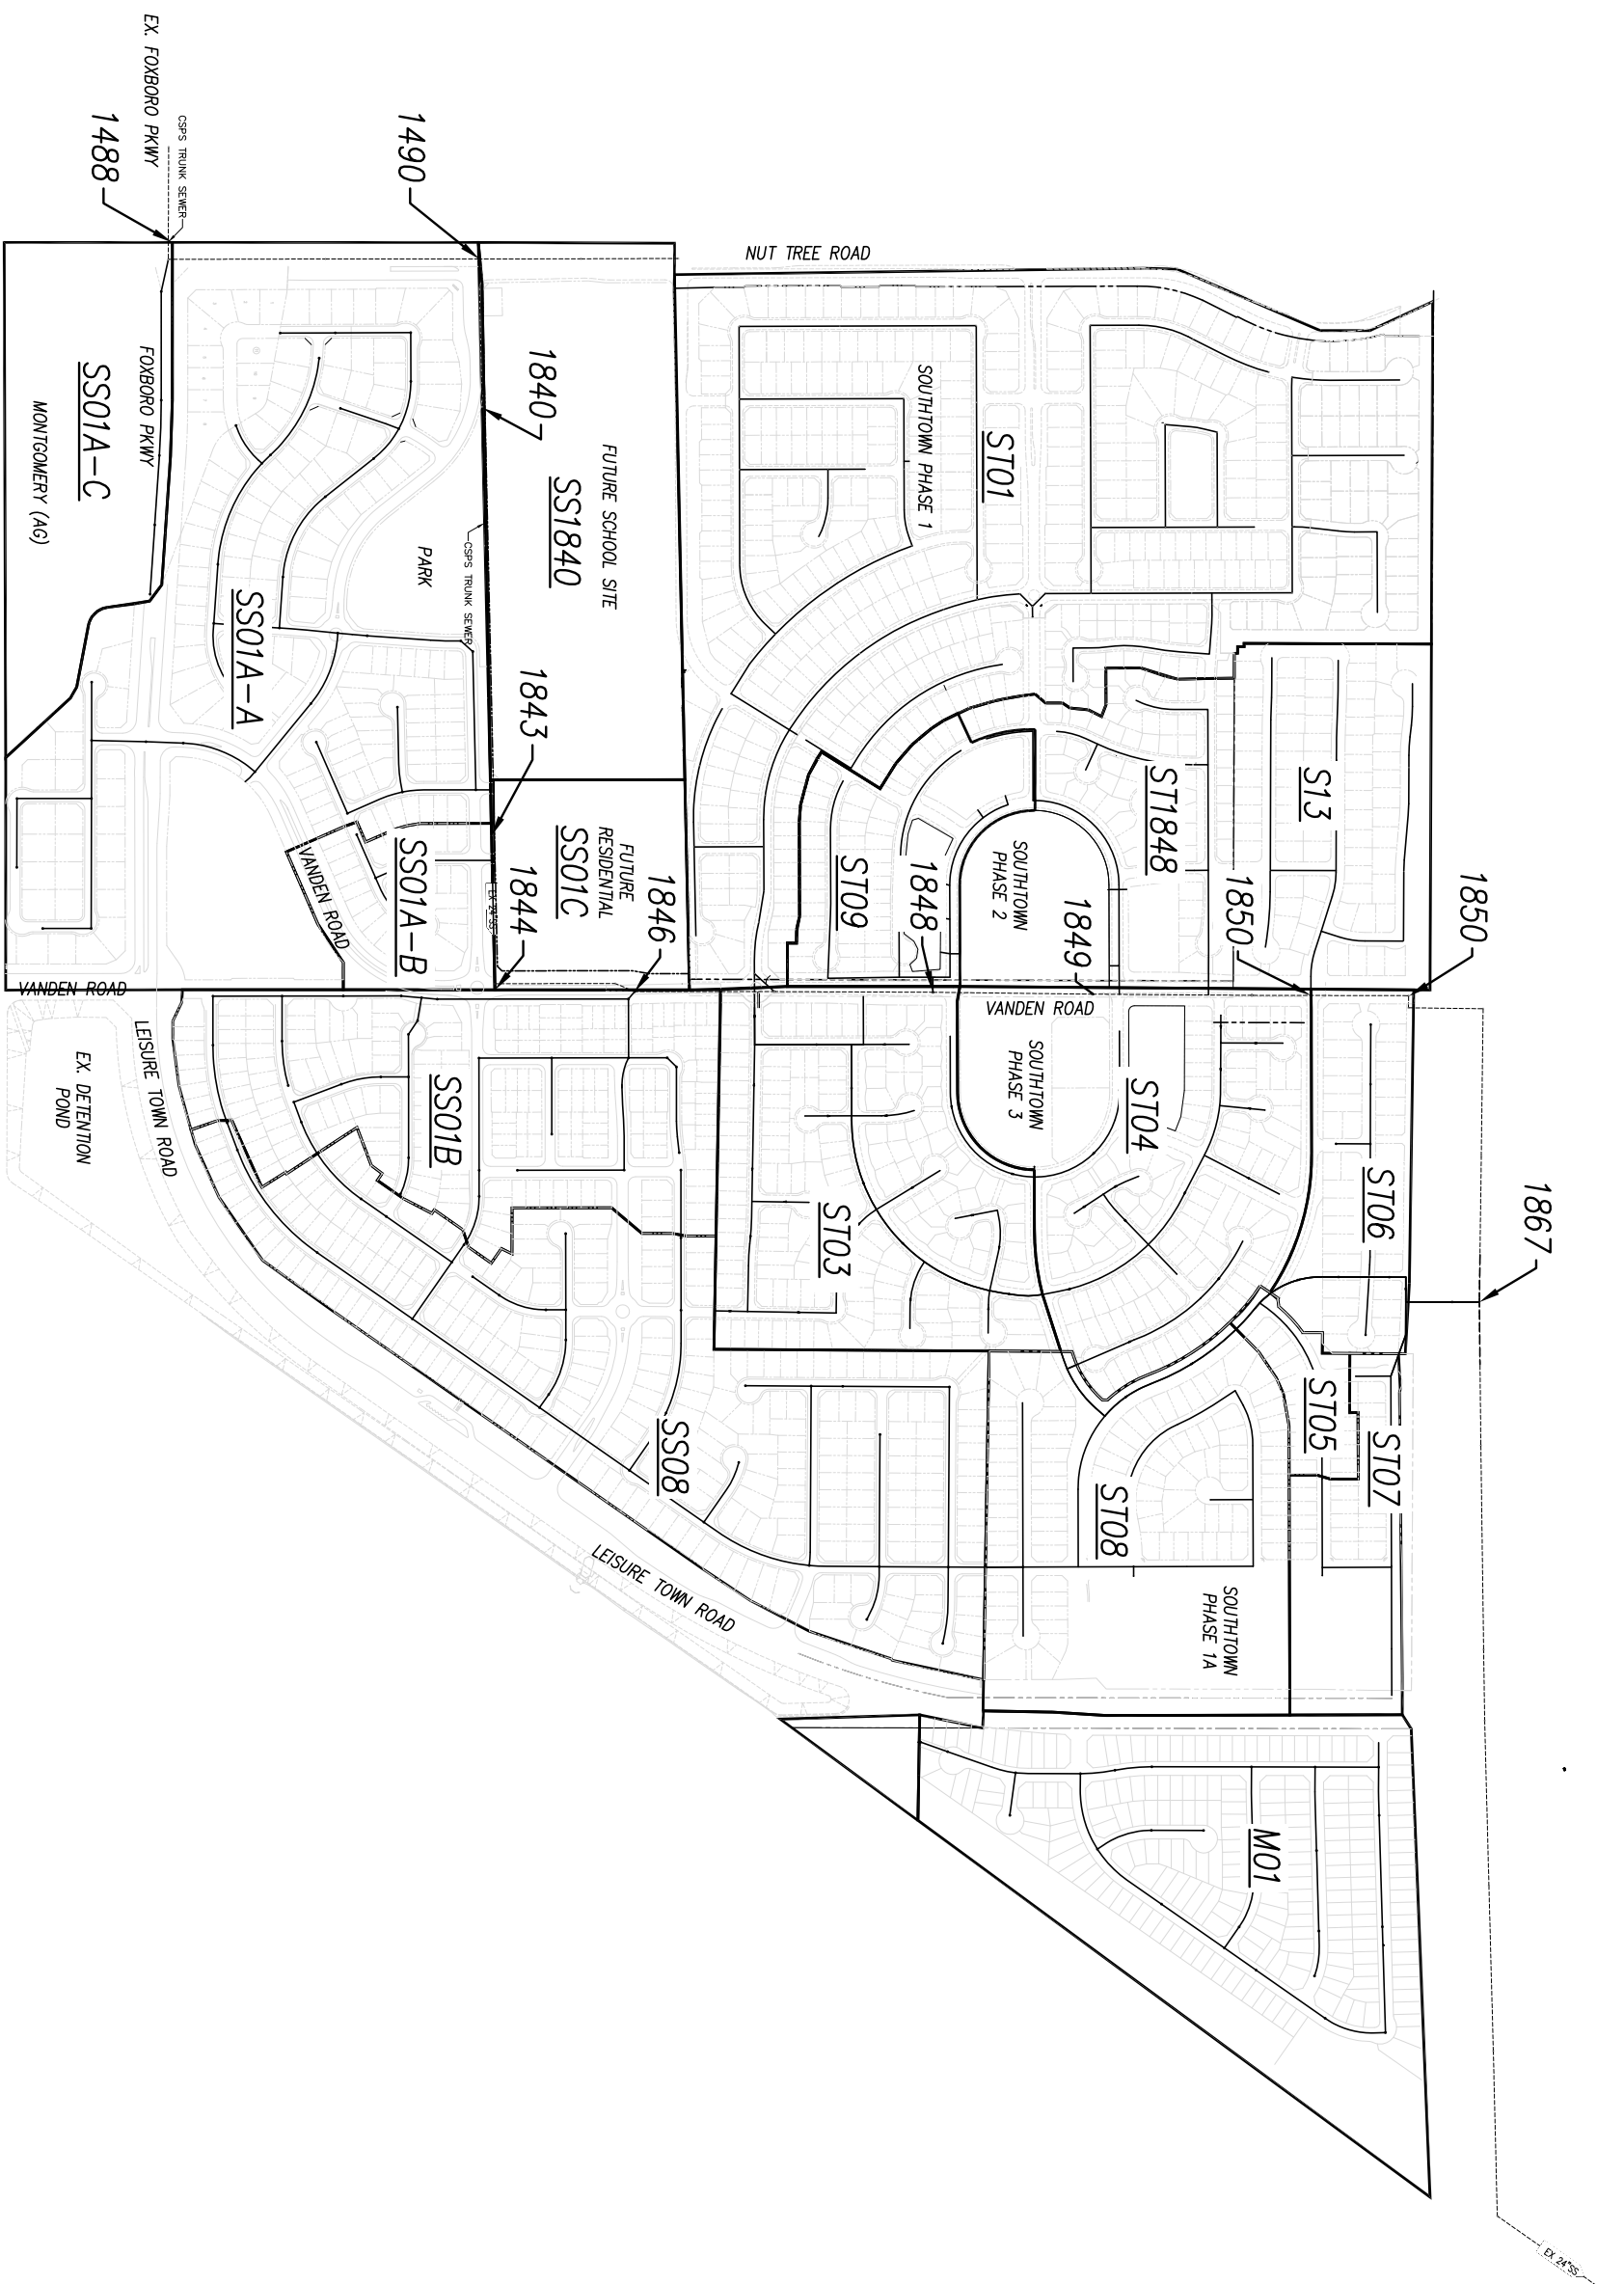 EX. FOXBORO PKWY
1488
CSPS TRUNK SEWER
1490
NUT TREE ROAD
SS01A-C
MONTGOMERY (AG)
FOXBORO PKWY
1840
FUTURE SCHOOL SITE
SS1840
SOUTHTOWN PHASE 1
ST01
PARK
CSPS TRUNK SEWER
SS01A-A
1843
S13
ST1848
SS01A-B
VANDEN ROAD
EX 24"SS
1844
FUTURE
RESIDENTIAL
SS01C
1846
ST09
1848
SOUTHTOWN
PHASE 2
1849
1850
1850
VANDEN ROAD
VANDEN ROAD
LEISURE TOWN ROAD
EX. DETENTION
POND
SS01B
SOUTHTOWN
PHASE 3
ST04
ST06
1867
ST03
SS08
ST05
ST07
ST08
SOUTHTOWN
PHASE 1A
LEISURE TOWN ROAD
M01
EX 24"SS